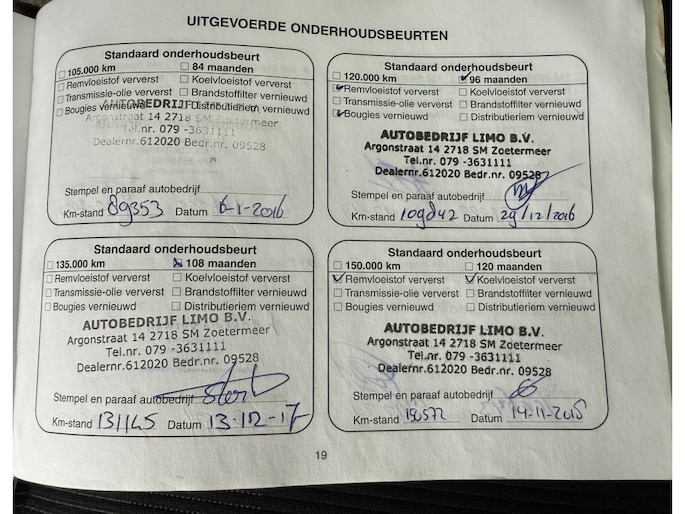 UITGEVOERDE ONDERHOUDSBEURTEN
Standaard onderhoudsbeurt
105.000 km 84 maanden
Remvloeistof ververst Koelvloeistof ververst
Transmissie-olie ververst Brandstoffilter vernieuwd
Bougies vernieuwd Distributieriem vernieuwd
AUTOBEDRIJF
Argonstraat 14 2718 SM Zoetermeer
Tel.nr. 079 -3631111
Dealernr.612020 Bedr.nr. 09528
Stempel en paraaf autobedrijf
Km-stand 89353 Datum 6-1-2016
Standaard onderhoudsbeurt
120.000 km 96 maanden
Remvloeistof ververst Koelvloeistof ververst
Transmissie-olie ververst Brandstoffilter vernieuwd
Bougies vernieuwd Distributieriem vernieuwd
AUTOBEDRIJF LIMO B.V.
Argonstraat 14 2718 SM Zoetermeer
Tel.nr. 079 -3631111
Dealernr.612020 Bedr.nr. 09528
Stempel en paraaf autobedrijf
Km-stand 109842 Datum 29/12/2016
Standaard onderhoudsbeurt
135.000 km 108 maanden
Remvloeistof ververst Koelvloeistof ververst
Transmissie-olie ververst Brandstoffilter vernieuwd
Bougies vernieuwd Distributieriem vernieuwd
AUTOBEDRIJF LIMO B.V.
Argonstraat 14 2718 SM Zoetermeer
Tel.nr. 079 -3631111
Dealernr.612020 Bedr.nr. 09528
Stempel en paraaf autobedrijf
Km-stand 131145 Datum 13-12-17
Standaard onderhoudsbeurt
150.000 km 120 maanden
Remvloeistof ververst Koelvloeistof ververst
Transmissie-olie ververst Brandstoffilter vernieuwd
Bougies vernieuwd Distributieriem vernieuwd
AUTOBEDRIJF LIMO B.V.
Argonstraat 14 2718 SM Zoetermeer
Tel.nr. 079 -3631111
Dealernr.612020 Bedr.nr. 09528
Stempel en paraaf autobedrijf
Km-stand 150572 Datum 14-11-2018
19